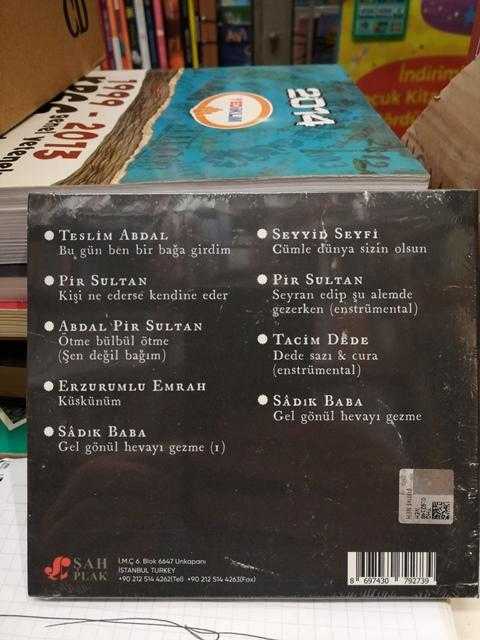 CD
1999 - 2013
2014
İndirim
Teslim Abdal
Bu gün ben bir bağa girdim
Pir Sultan
Kişi ne ederse kendine eder
Abdal Pir Sultan
Ötme bülbül ötme
(Şen değil bağım)
Erzurumlu Emrah
Küskünüm
Sâdık Baba
Gel gönül hevayı gezme (1)
Seyyid Seyfi
Cümle dünya sizin olsun
Pir Sultan
Seyran edip şu alemde
gezerken (enstrümental)
Tacim Dede
Dede sazı & cura
(enstrümental)
Sâdık Baba
Gel gönül hevayı gezme
ŞAH
PLAK
İ.M.Ç 6. Blok 6647 Unkapanı
İSTANBUL TURKEY
+90 212 514 4262(Tel) +90 212 514 4263(Fax)
8 697430 792739